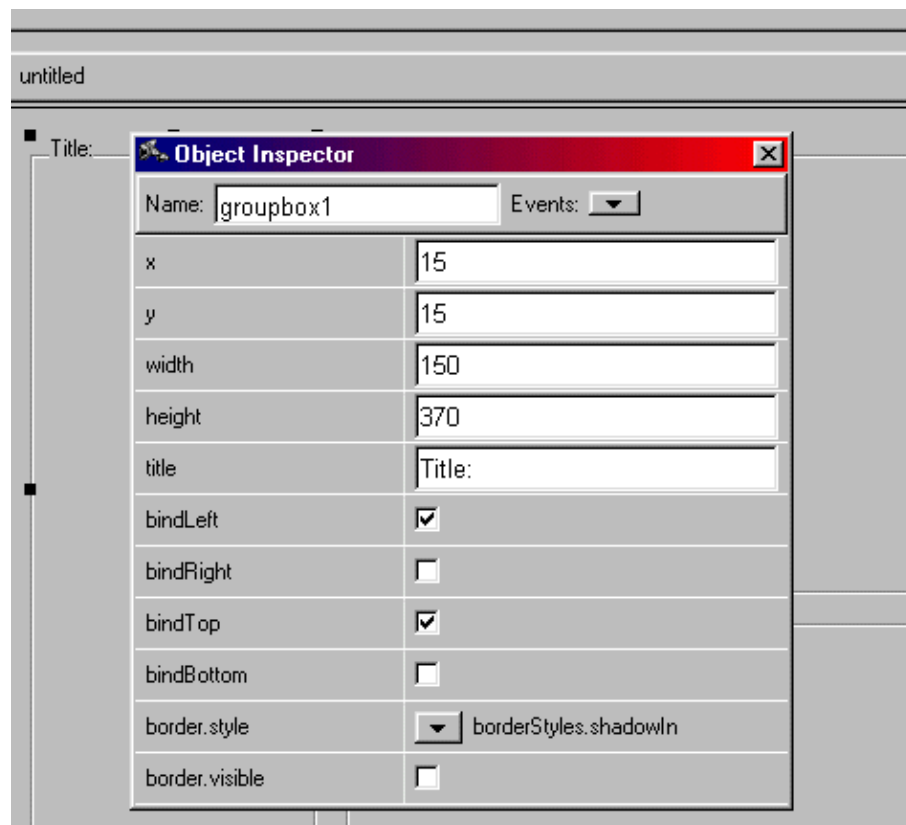 untitled
Title:
Object Inspector
Name: groupbox1 Events:
x 15
y 15
width 150
height 370
title Title:
bindLeft
bindRight
bindTop
bindBottom
border.style borderStyles.shadowIn
border.visible